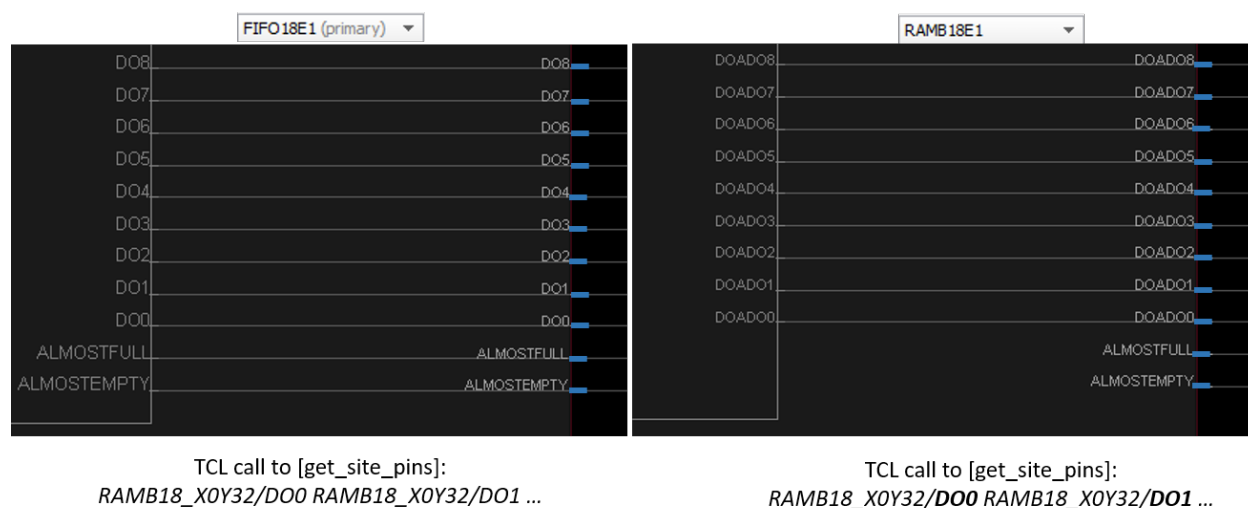 FIFO18E1 (primary)
DO8 DO8
DO7 DO7
DO6 DO6
DO5 DO5
DO4 DO4
DO3 DO3
DO2 DO2
DO1 DO1
DO0 DO0
ALMOSTFULL ALMOSTFULL
ALMOSTEMPTY ALMOSTEMPTY
TCL call to [get_site_pins]:
RAMB18_X0Y32/DO0 RAMB18_X0Y32/DO1 ...
RAMB18E1
DOADO8 DOADO8
DOADO7 DOADO7
DOADO6 DOADO6
DOADO5 DOADO5
DOADO4 DOADO4
DOADO3 DOADO3
DOADO2 DOADO2
DOADO1 DOADO1
DOADO0 DOADO0
ALMOSTFULL
ALMOSTEMPTY
TCL call to [get_site_pins]:
RAMB18_X0Y32/DO0 RAMB18_X0Y32/DO1 ...